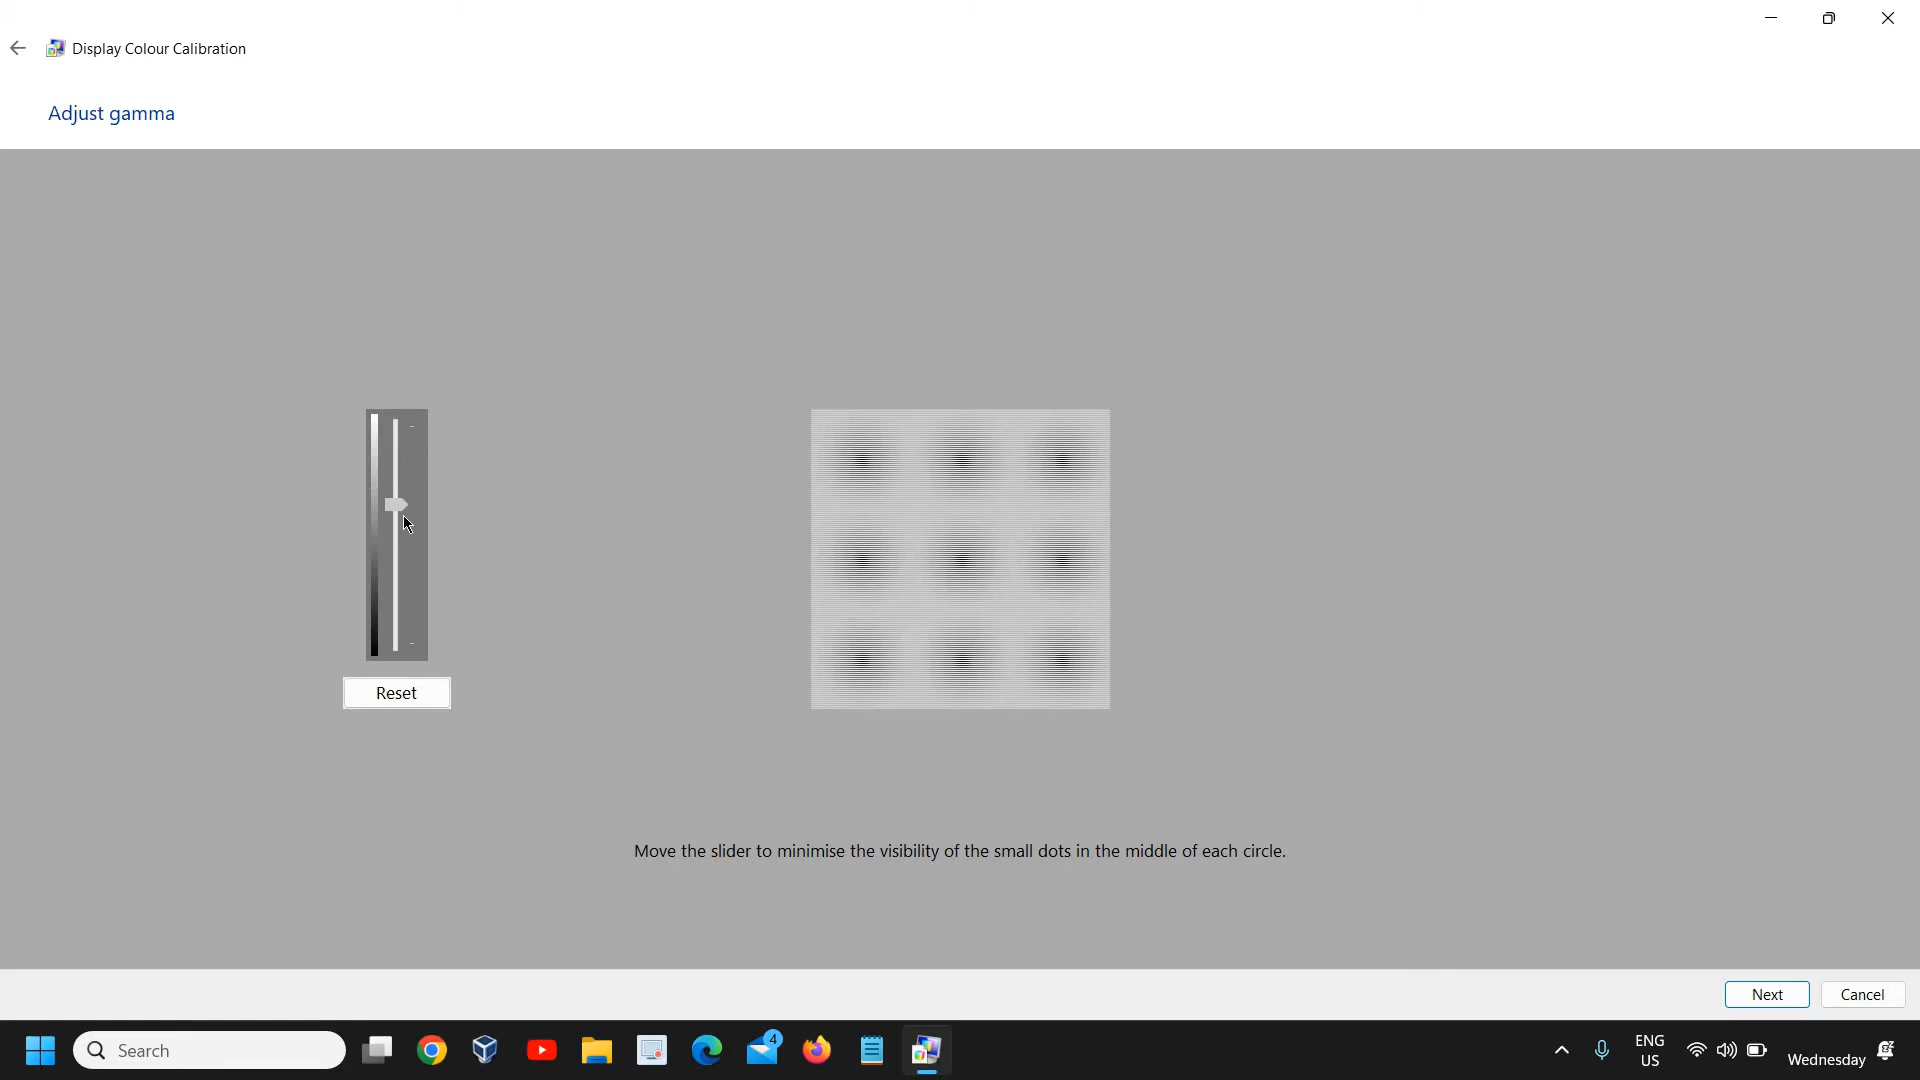 Display Colour Calibration
Adjust gamma
Reset
Move the slider to minimise the visibility of the small dots in the middle of each circle.
Next
Cancel
Search
4
ENG
US
Wednesday